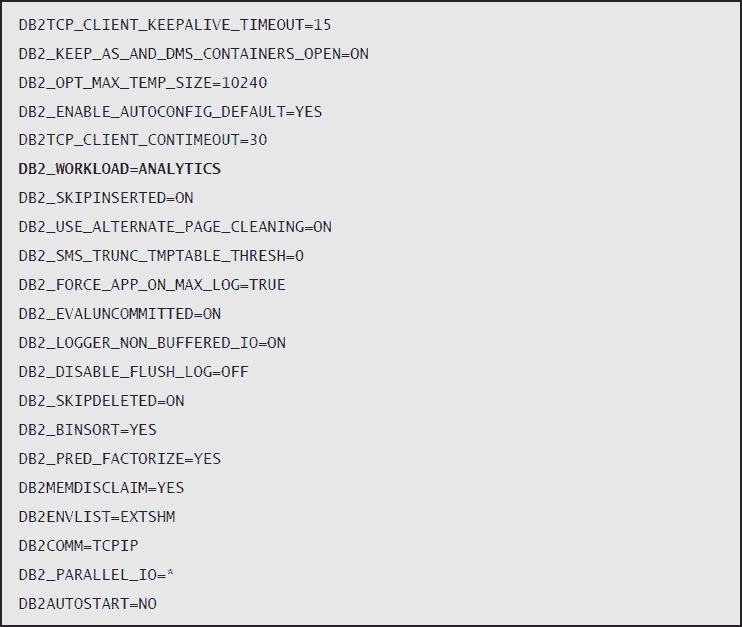 DB2TCP_CLIENT_KEEPALIVE_TIMEOUT=15
DB2_KEEP_AS_AND_DMS_CONTAINERS_OPEN=ON
DB2_OPT_MAX_TEMP_SIZE=10240
DB2_ENABLE_AUTOCONFIG_DEFAULT=YES
DB2TCP_CLIENT_CONTIMEOUT=30
DB2_WORKLOAD=ANALYTICS
DB2_SKIPINSERTED=ON
DB2_USE_ALTERNATE_PAGE_CLEANING=ON
DB2_SMS_TRUNC_TMPTABLE_THRESH=0
DB2_FORCE_APP_ON_MAX_LOG=TRUE
DB2_EVALUNCOMMITTED=ON
DB2_LOGGER_NON_BUFFERED_IO=ON
DB2_DISABLE_FLUSH_LOG=OFF
DB2_SKIPDELETED=ON
DB2_BINSORT=YES
DB2_PRED_FACTORIZE=YES
DB2MEMDISCLAIM=YES
DB2ENVLIST=EXTSHM
DB2COMM=TCPIP
DB2_PARALLEL_IO=*
DB2AUTOSTART=NO